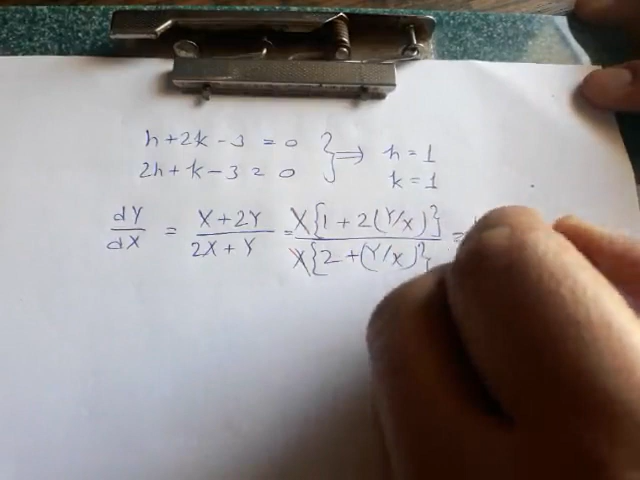 h + 2k - 3 = 0 } ⇒ h = 1
2h + k - 3 = 0 k = 1
dY/dX = X + 2Y / 2X + Y = X{1 + 2(Y/X)} / X{2 + (Y/X)} =